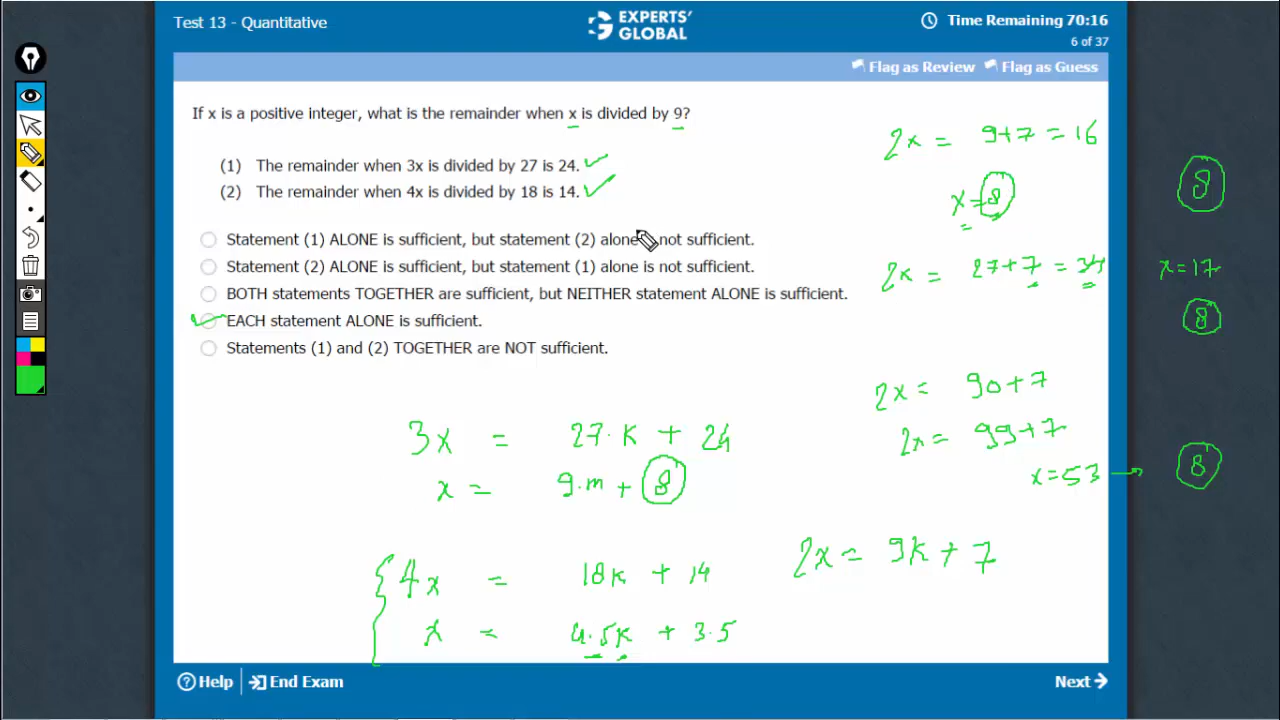 Test 13 - Quantitative
EXPERTS'
GLOBAL
Time Remaining 70:16
6 of 37
Flag as Review
Flag as Guess
If x is a positive integer, what is the remainder when x is divided by 9?
(1) The remainder when 3x is divided by 27 is 24.
(2) The remainder when 4x is divided by 18 is 14.
Statement (1) ALONE is sufficient, but statement (2) alone not sufficient.
Statement (2) ALONE is sufficient, but statement (1) alone is not sufficient.
BOTH statements TOGETHER are sufficient, but NEITHER statement ALONE is sufficient.
EACH statement ALONE is sufficient.
Statements (1) and (2) TOGETHER are NOT sufficient.
2x = 9+7 = 16
x=8
8
2x = 27+7 = 34
x=17
8
2x = 90+7
2x = 99+7
x=53 → 8
3x = 27.k + 24
x = 9.m + 8
4x = 18k + 14
x = 4.5k + 3.5
2x = 9k + 7
Help
End Exam
Next